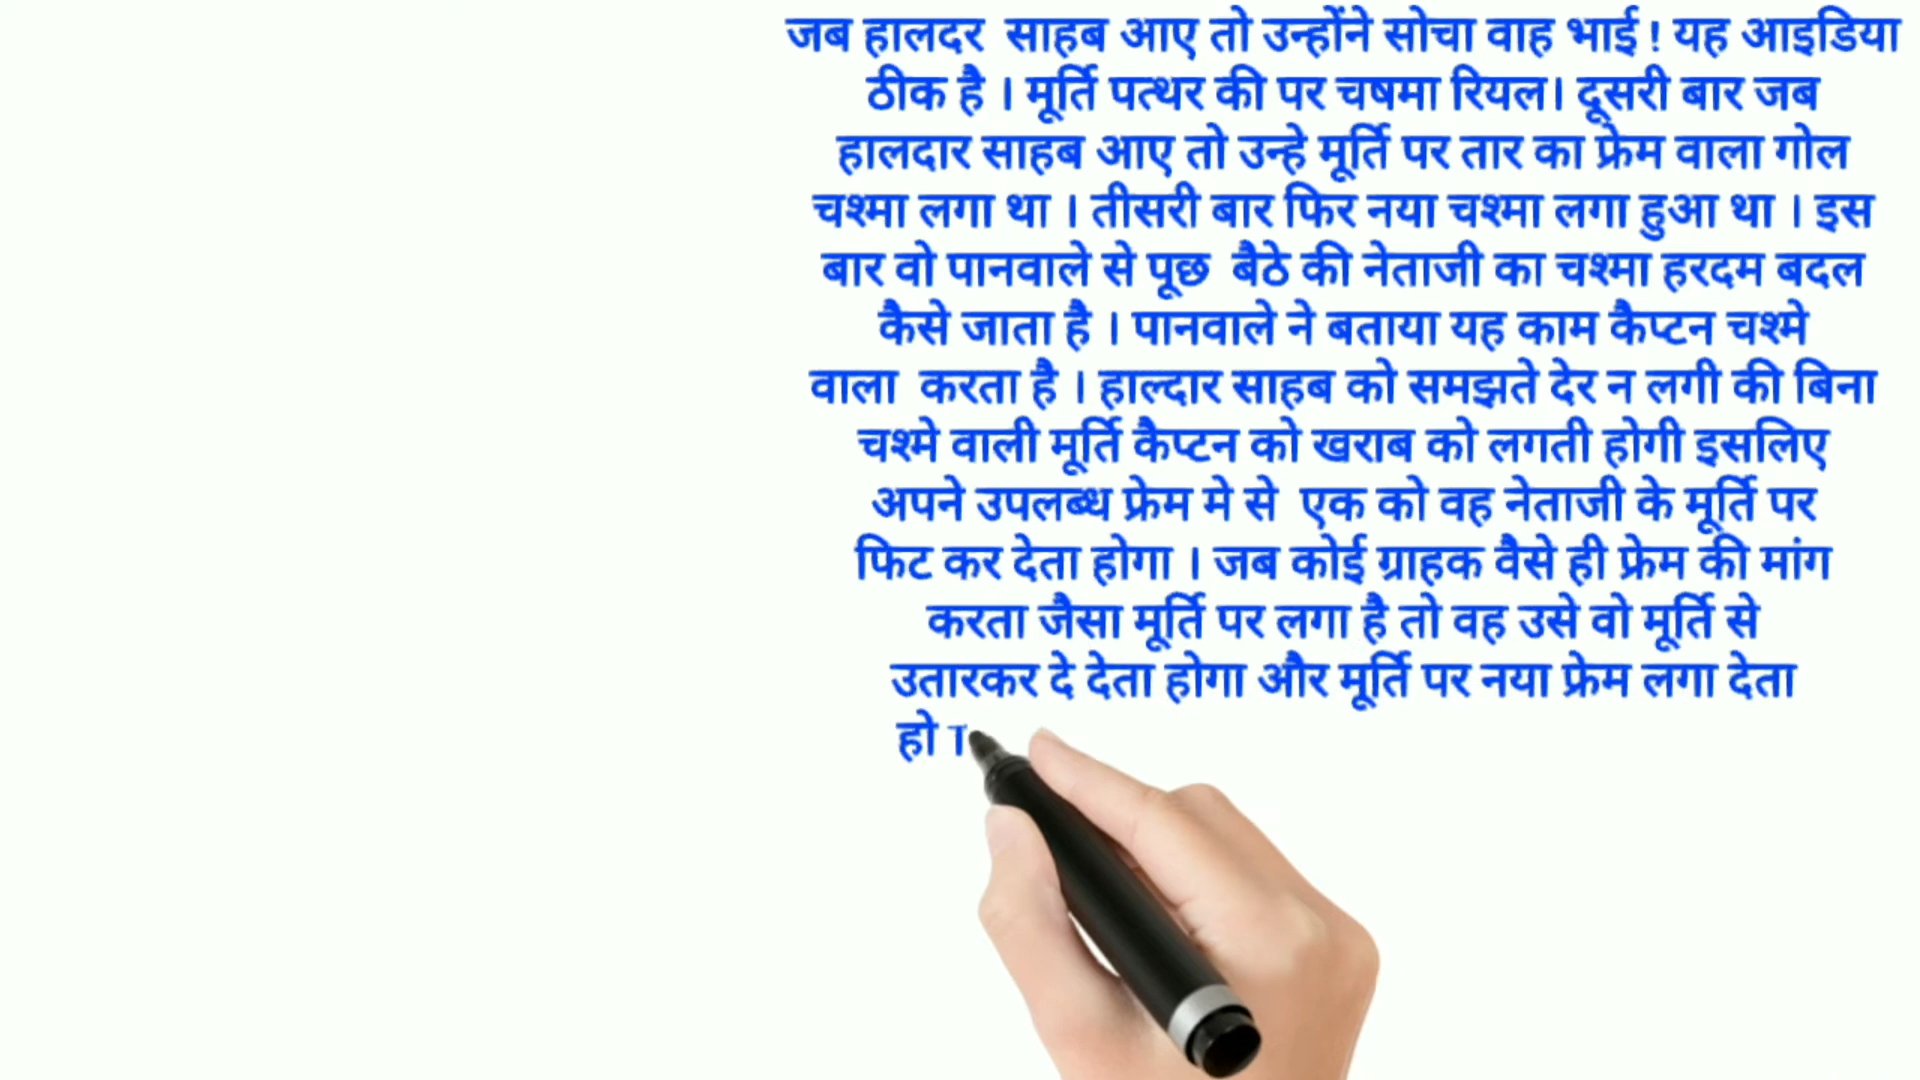 जब हालदर साहब आए तो उन्होंने सोचा वाह भाई ! यह आइडिया
ठीक है । मूर्ति पत्थर की पर चषमा रियल। दूसरी बार जब
हालदार साहब आए तो उन्हे मूर्ति पर तार का फ्रेम वाला गोल
चश्मा लगा था । तीसरी बार फिर नया चश्मा लगा हुआ था । इस
बार वो पानवाले से पूछ बैठे की नेताजी का चश्मा हरदम बदल
कैसे जाता है । पानवाले ने बताया यह काम कैप्टन चश्मे
वाला करता है । हाल्दार साहब को समझते देर न लगी की बिना
चश्मे वाली मूर्ति कैप्टन को खराब को लगती होगी इसलिए
अपने उपलब्ध फ्रेम मे से एक को वह नेताजी के मूर्ति पर
फिट कर देता होगा । जब कोई ग्राहक वैसे ही फ्रेम की मांग
करता जैसा मूर्ति पर लगा है तो वह उसे वो मूर्ति से
उतारकर दे देता होगा और मूर्ति पर नया फ्रेम लगा देता
हो